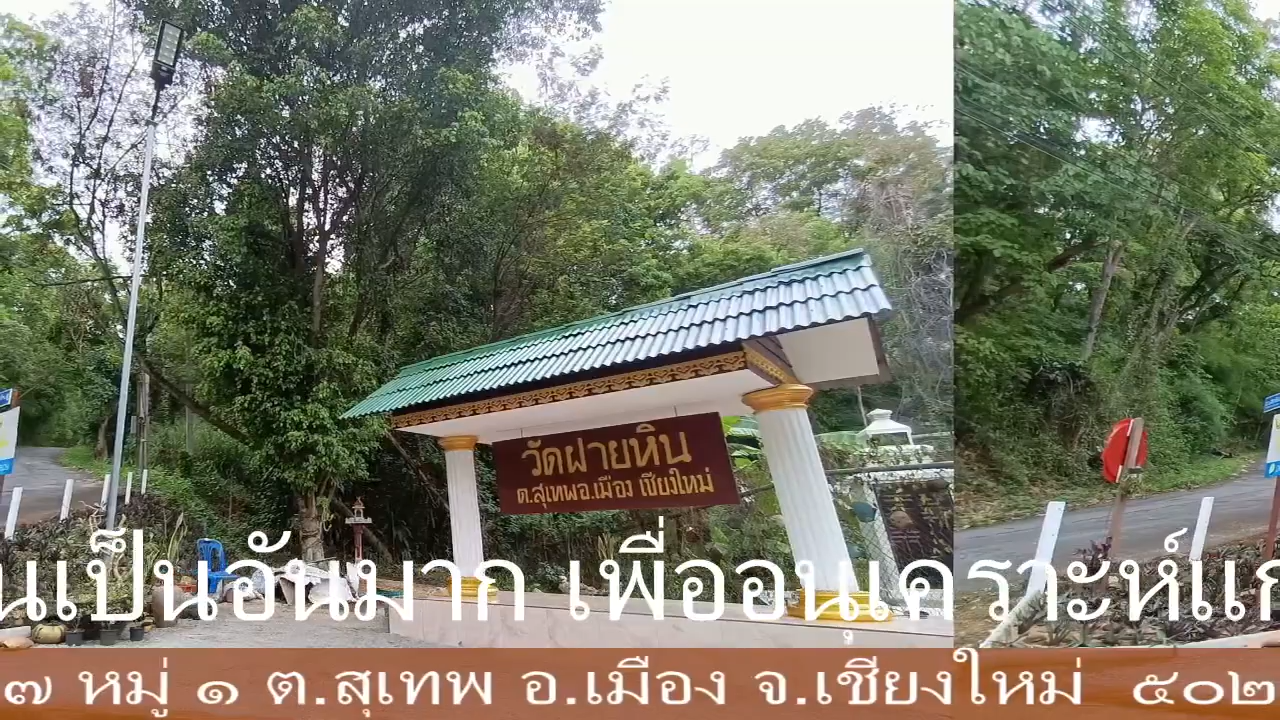 วัดฝายหิน
ต.สุเทพอ.เมือง เชียงใหม่
นเป็นอันมาก เพื่ออนุเคราะห์แก
๗ หมู่ ๑ ต.สุเทพ อ.เมือง จ.เชียงใหม่ ๕๐๒